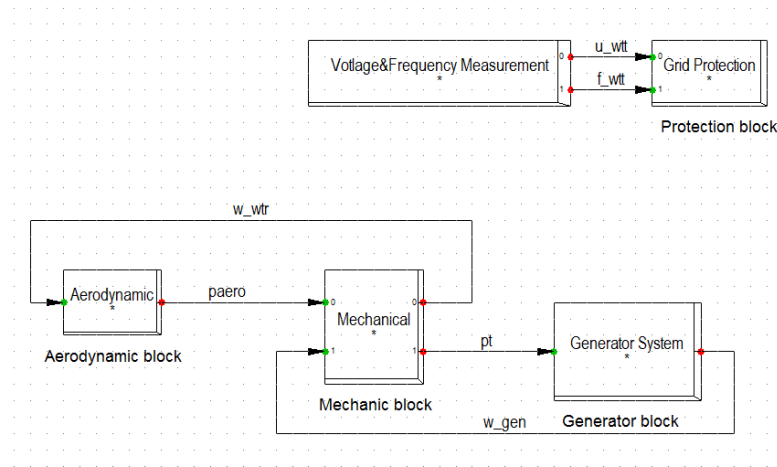 Votlage&Frequency Measurement
*
0
1
u_wtt
f_wtt
0
1
Grid Protection
*
Protection block
w_wtr
Aerodynamic
*
Aerodynamic block
paero
0
1
Mechanical
*
0
1
Mechanic block
pt
Generator System
*
Generator block
w_gen